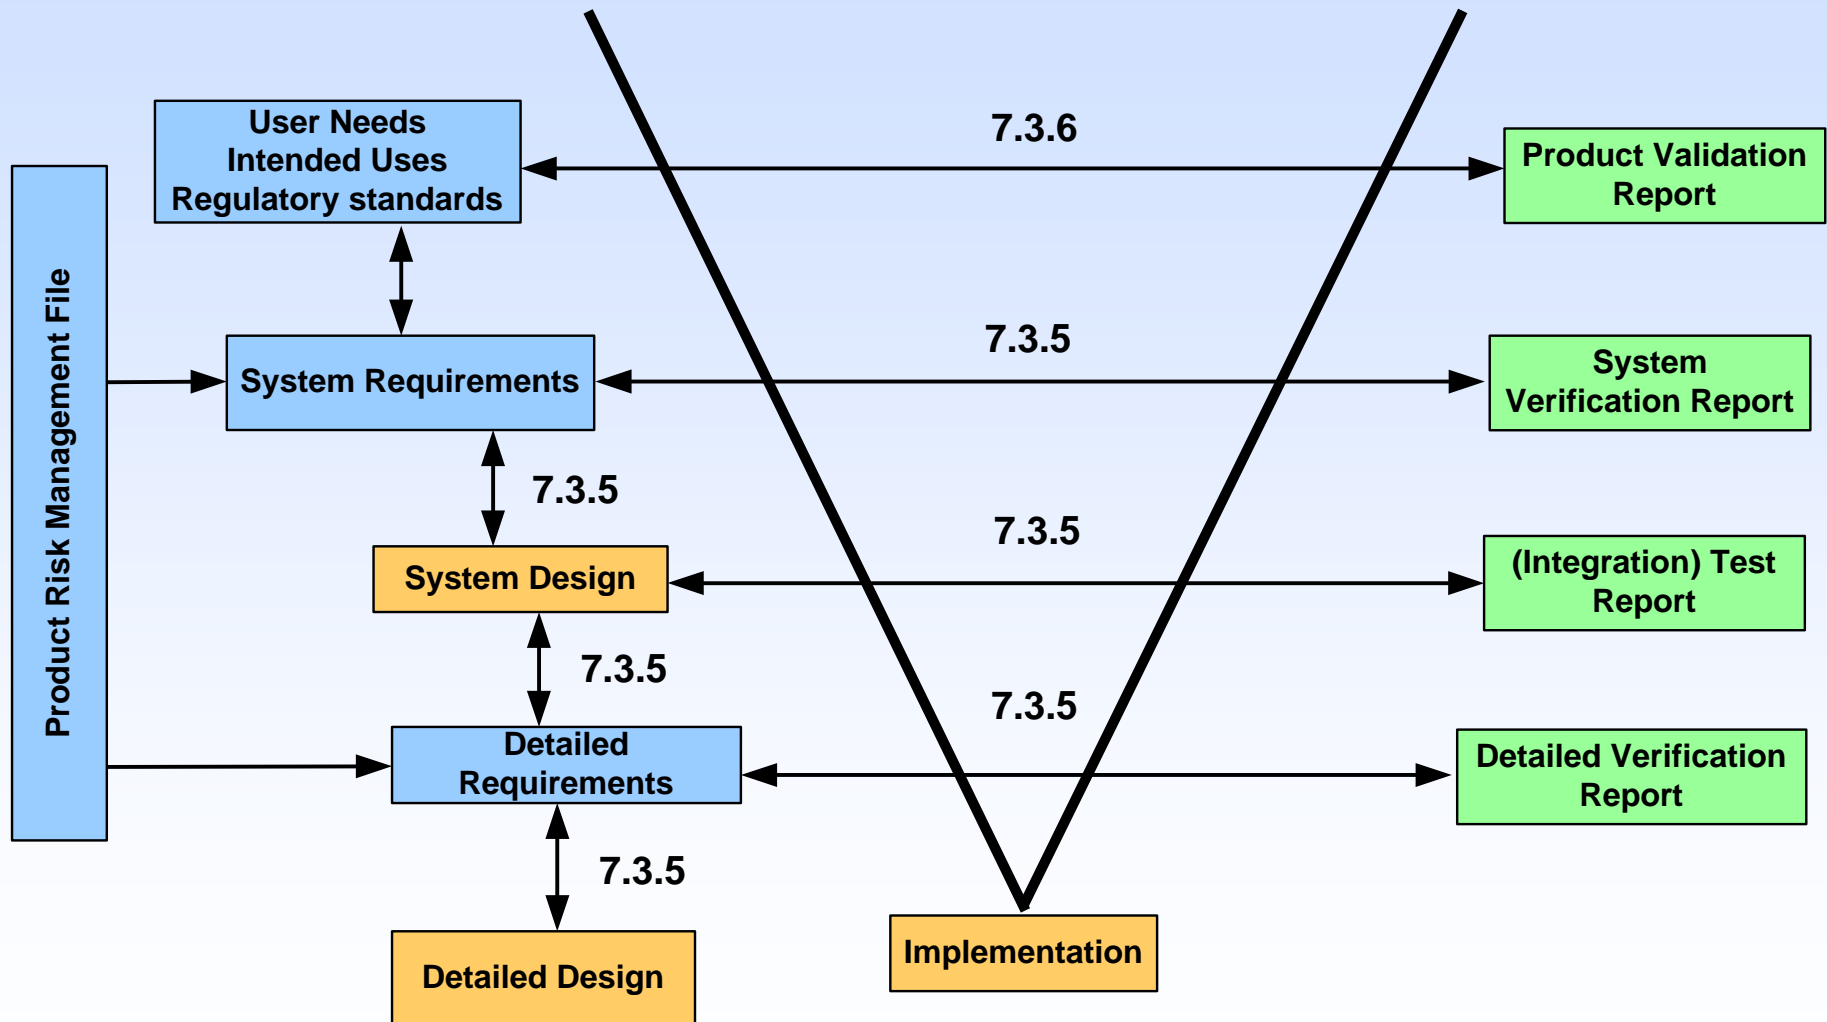 User Needs
Intended Uses
Regulatory standards
7.3.6
Product Validation
Report
Product Risk Management File
System Requirements
7.3.5
System
Verification Report
7.3.5
System Design
7.3.5
(Integration) Test
Report
7.3.5
Detailed
Requirements
7.3.5
Detailed Verification
Report
7.3.5
Detailed Design
Implementation